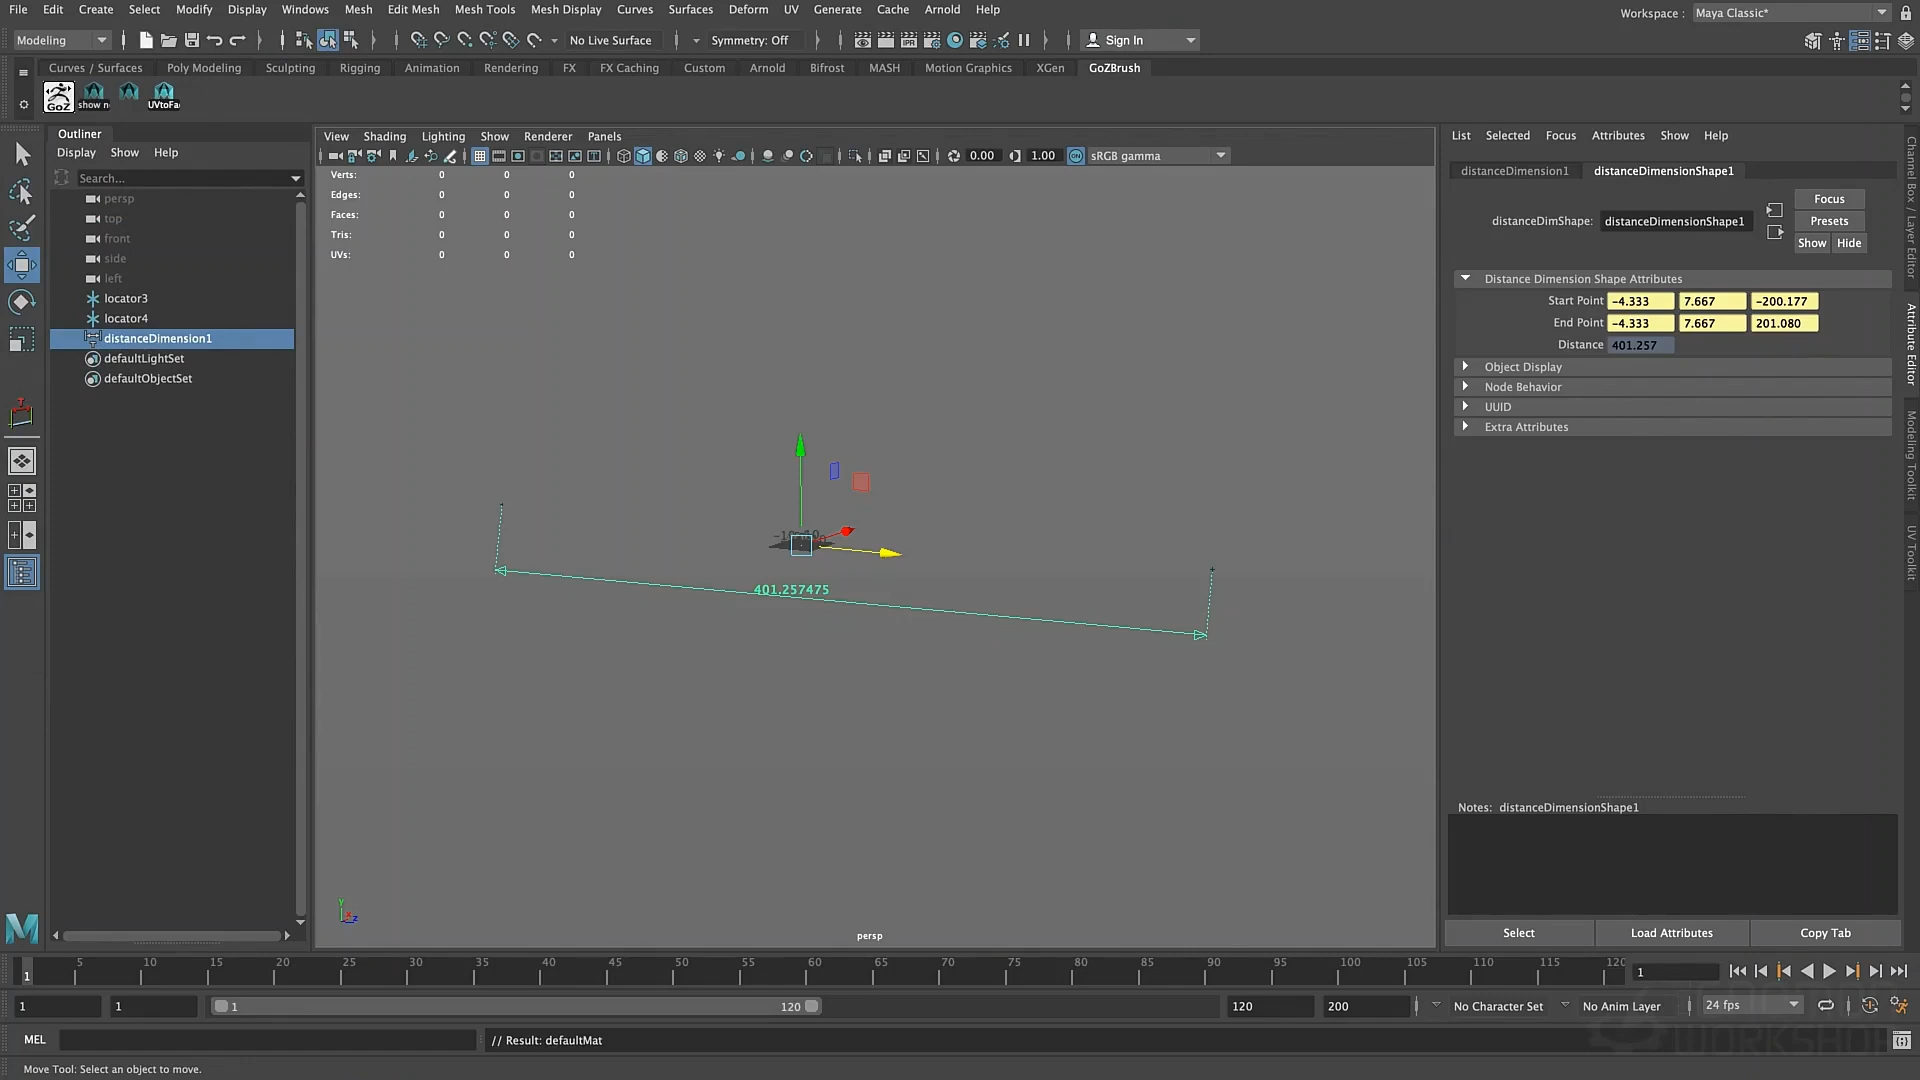 File Edit Create Select Modify Display Windows Mesh Edit Mesh Mesh Tools Mesh Display Curves Surfaces Deform UV Generate Cache Arnold Help
Workspace : Maya Classic*
Modeling No Live Surface Symmetry: Off Sign In
Curves / Surfaces Poly Modeling Sculpting Rigging Animation Rendering FX FX Caching Custom Arnold Bifrost MASH Motion Graphics XGen GoZBrush
GoZ show n UVtoFa
Outliner
Display Show Help
Search...
persp
top
front
side
left
locator3
locator4
distanceDimension1
defaultLightSet
defaultObjectSet
View Shading Lighting Show Renderer Panels
0.00 1.00 ON sRGB gamma
Verts: 0 0 0
Edges: 0 0 0
Faces: 0 0 0
Tris: 0 0 0
UVs: 0 0 0
401.257475
y
z
persp
List Selected Focus Attributes Show Help
distanceDimension1 distanceDimensionShape1
distanceDimShape: distanceDimensionShape1
Focus
Presets
Show Hide
Distance Dimension Shape Attributes
Start Point -4.333 7.667 -200.177
End Point -4.333 7.667 201.080
Distance 401.257
Object Display
Node Behavior
UUID
Extra Attributes
Notes: distanceDimensionShape1
Select Load Attributes Copy Tab
Channel Box / Layer Editor
Attribute Editor
Modeling Toolkit
UV Toolkit
1 5 10 15 20 25 30 35 40 45 50 55 60 65 70 75 80 85 90 95 100 105 110 115 120
1
1 1 1 120 120 200 No Character Set No Anim Layer 24 fps
MEL // Result: defaultMat
Move Tool: Select an object to move.
WORKSHOP